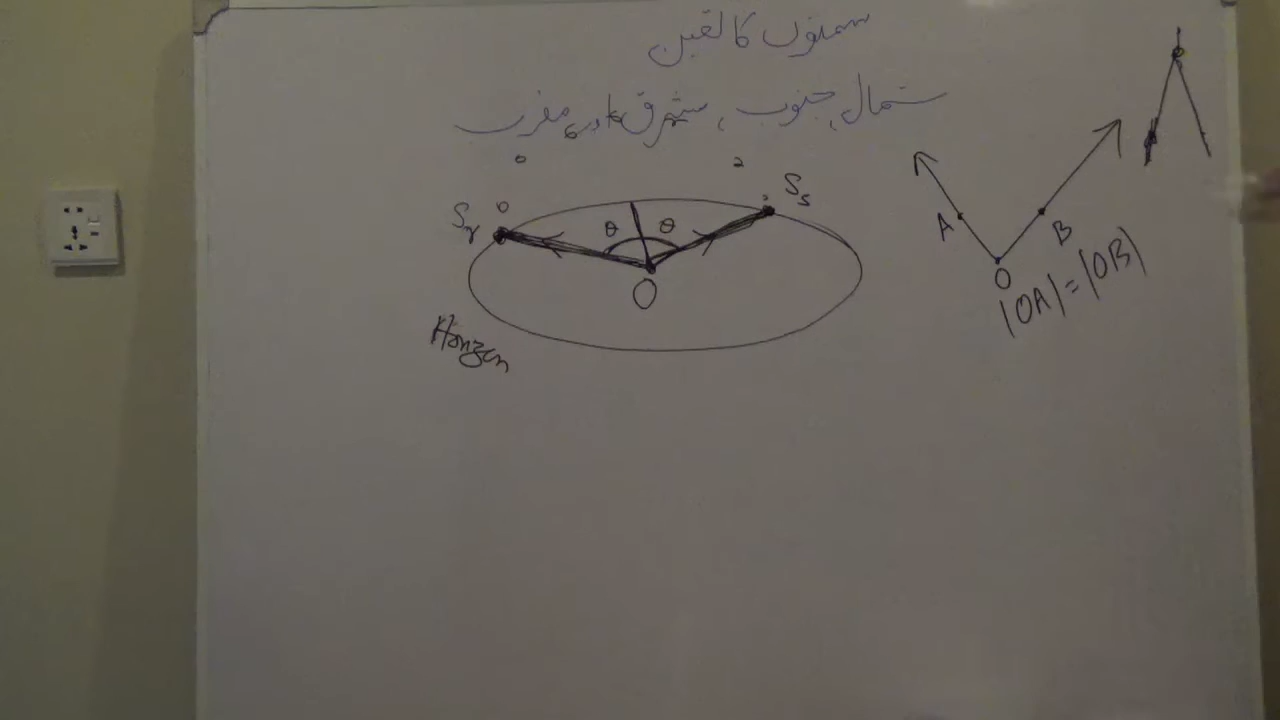 سمتوں کا تعین
شمال، جنوب، مشرق اور مغرب
Sr
θ θ
Ss
O
Horizon
A
B
O
|OA| = |OB|